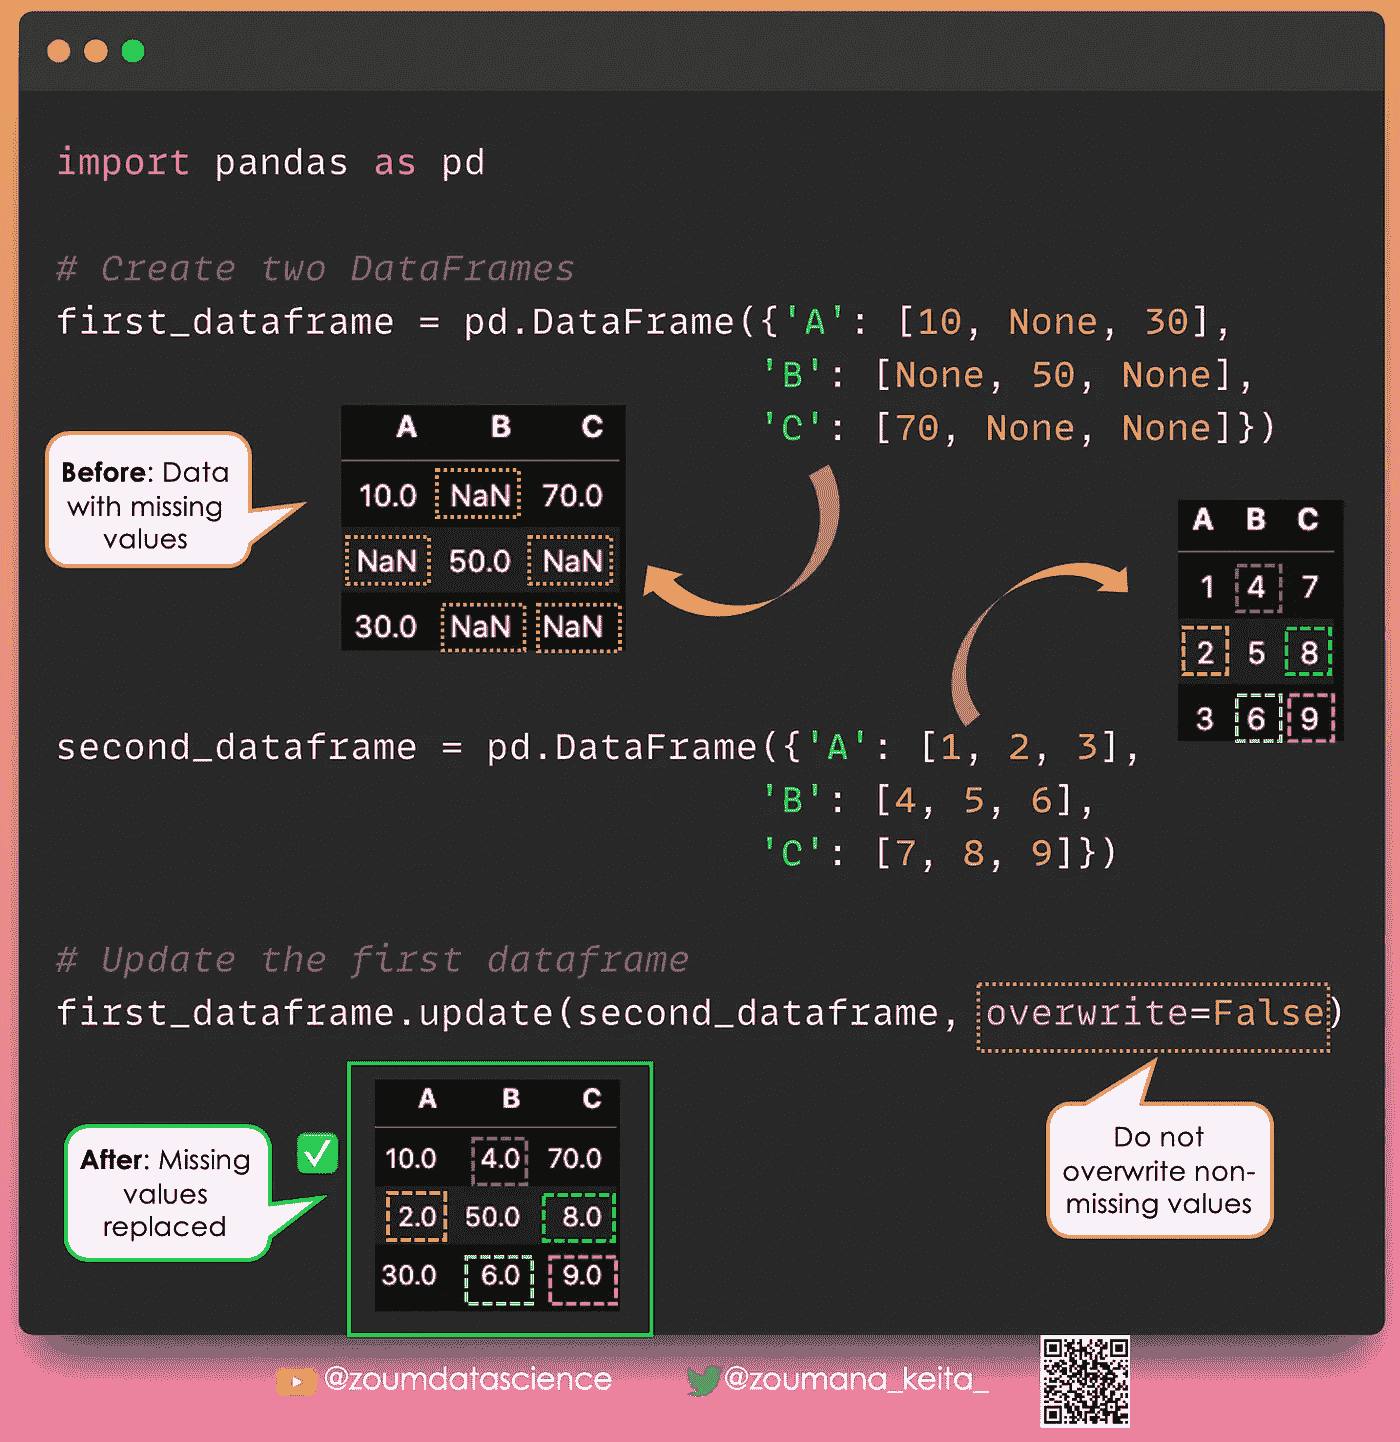 import pandas as pd
# Create two DataFrames
first_dataframe = pd.DataFrame({'A': [10, None, 30],
'B': [None, 50, None],
'C': [70, None, None]})
Before: Data
with missing
values
A B C
10.0 NaN 70.0
NaN 50.0 NaN
30.0 NaN NaN
A B C
1 4 7
2 5 8
3 6 9
second_dataframe = pd.DataFrame({'A': [1, 2, 3],
'B': [4, 5, 6],
'C': [7, 8, 9]})
# Update the first dataframe
first_dataframe.update(second_dataframe, overwrite=False)
After: Missing
values
replaced
A B C
10.0 4.0 70.0
2.0 50.0 8.0
30.0 6.0 9.0
Do not
overwrite non-
missing values
@zoumdatascience
@zoumana_keita_